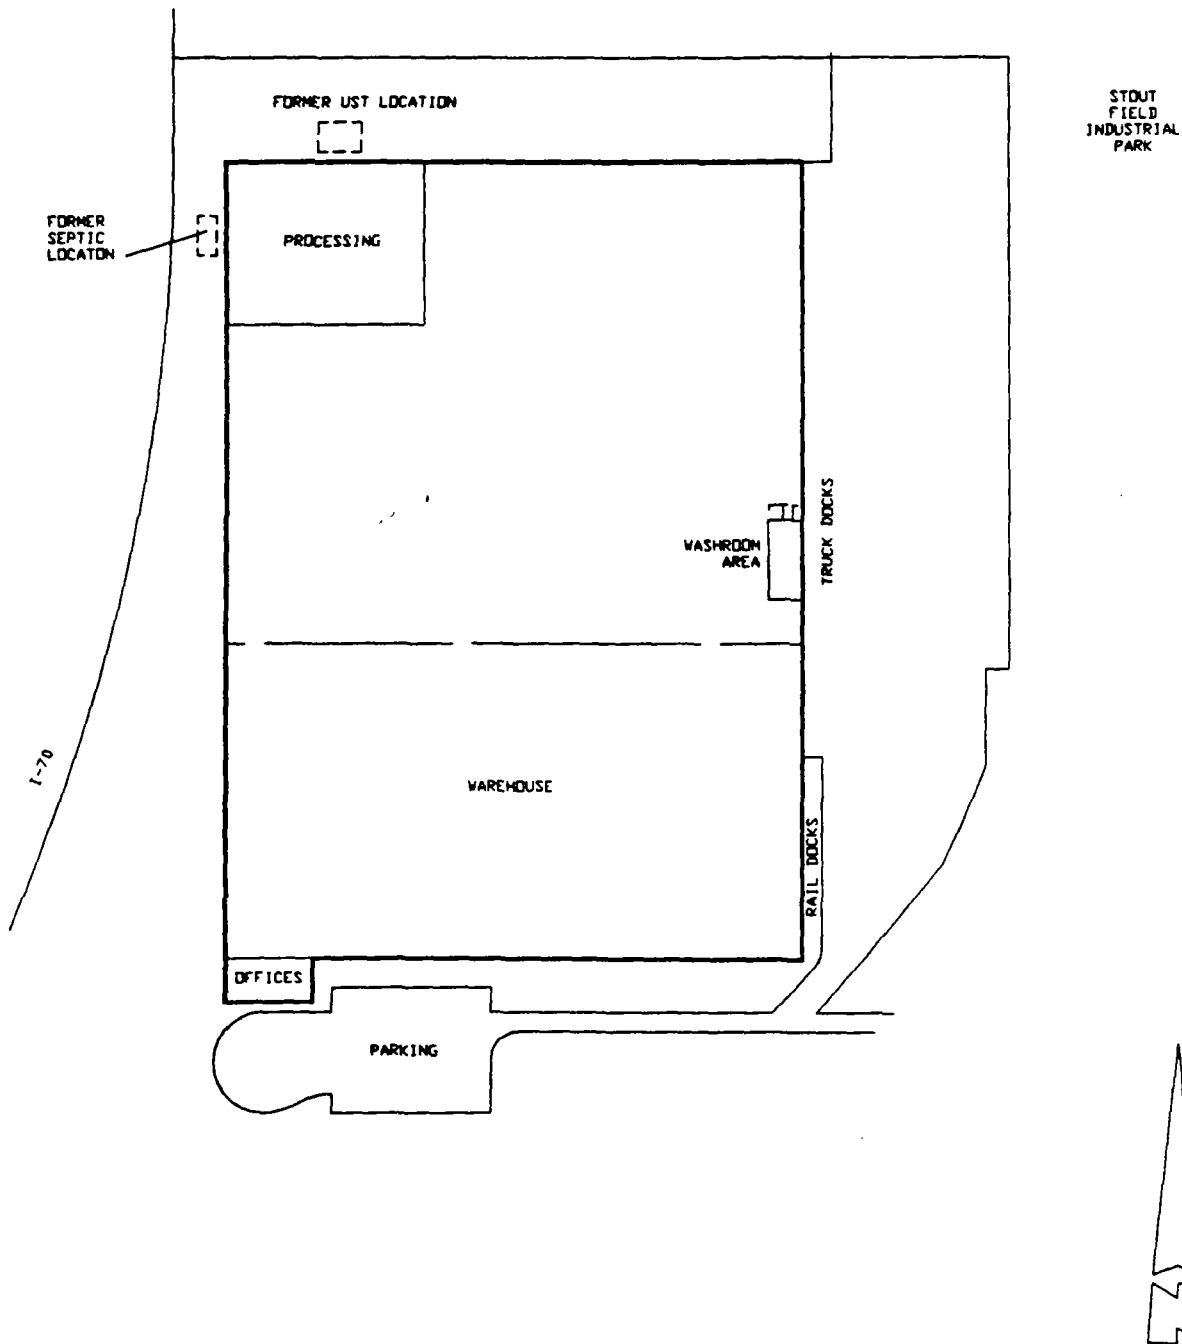 FORMER UST LOCATION
STOUT
FIELD
INDUSTRIAL
PARK
FORMER
SEPTIC
LOCATON
PROCESSING
TRUCK DOCKS
WASHROOM
AREA
I-70
WAREHOUSE
RAIL DOCKS
OFFICES
PARKING